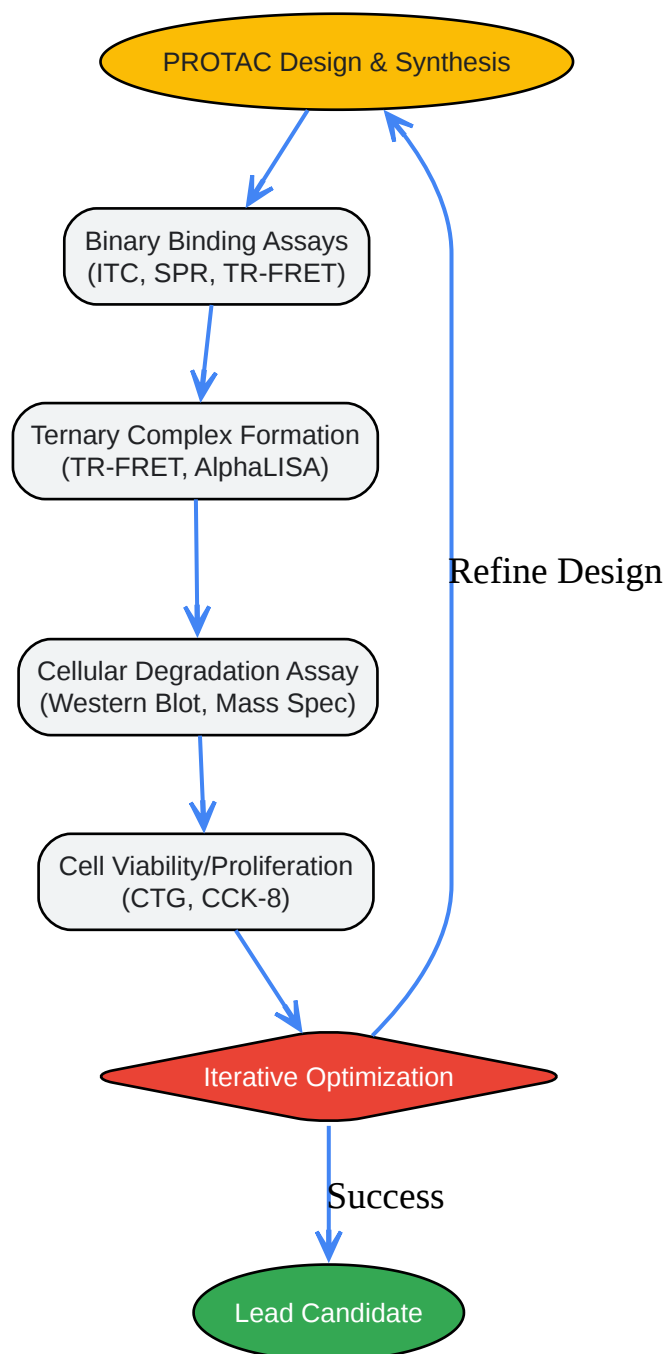 PROTAC Design & Synthesis
Binary Binding Assays
(ITC, SPR, TR-FRET)
Ternary Complex Formation
(TR-FRET, AlphaLISA)
Refine Design
Cellular Degradation Assay
(Western Blot, Mass Spec)
Cell Viability/Proliferation
(CTG, CCK-8)
Iterative Optimization
Success
Lead Candidate